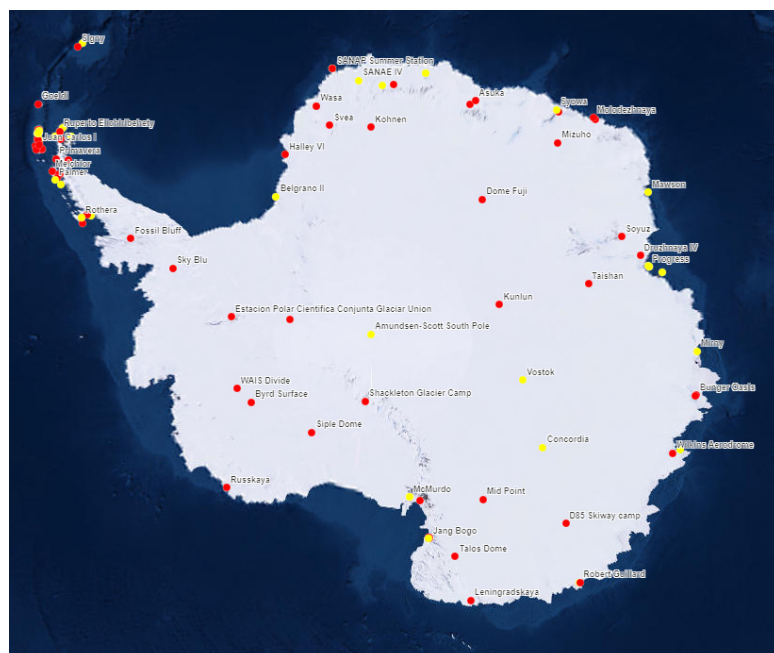 Signy
SANAP Summer Station
SANAE IV
Goeldi
Wasa
Asuka
Syowa
Molodezhnaya
Svea
Kohnen
Ruperto Elichiribehety
Juan Carlos I
Mizuho
Primavera
Halley VI
Melchior
Palmer
Belgrano II
Dome Fuji
Mawson
Rothera
Fossil Bluff
Soyuz
Druzhnaya IV
Progress
Sky Blu
Taishan
Kunlun
Estacion Polar Cientifica Conjunta Glaciar Union
Amundsen-Scott South Pole
Mirny
Vostok
WAIS Divide
Byrd Surface
Shackleton Glacier Camp
Bunger Oasis
Siple Dome
Concordia
Wilkins Aerodrome
Russkaya
McMurdo
Mid Point
D85 Skiway camp
Jang Bogo
Talos Dome
Robert Guillard
Leningradskaya